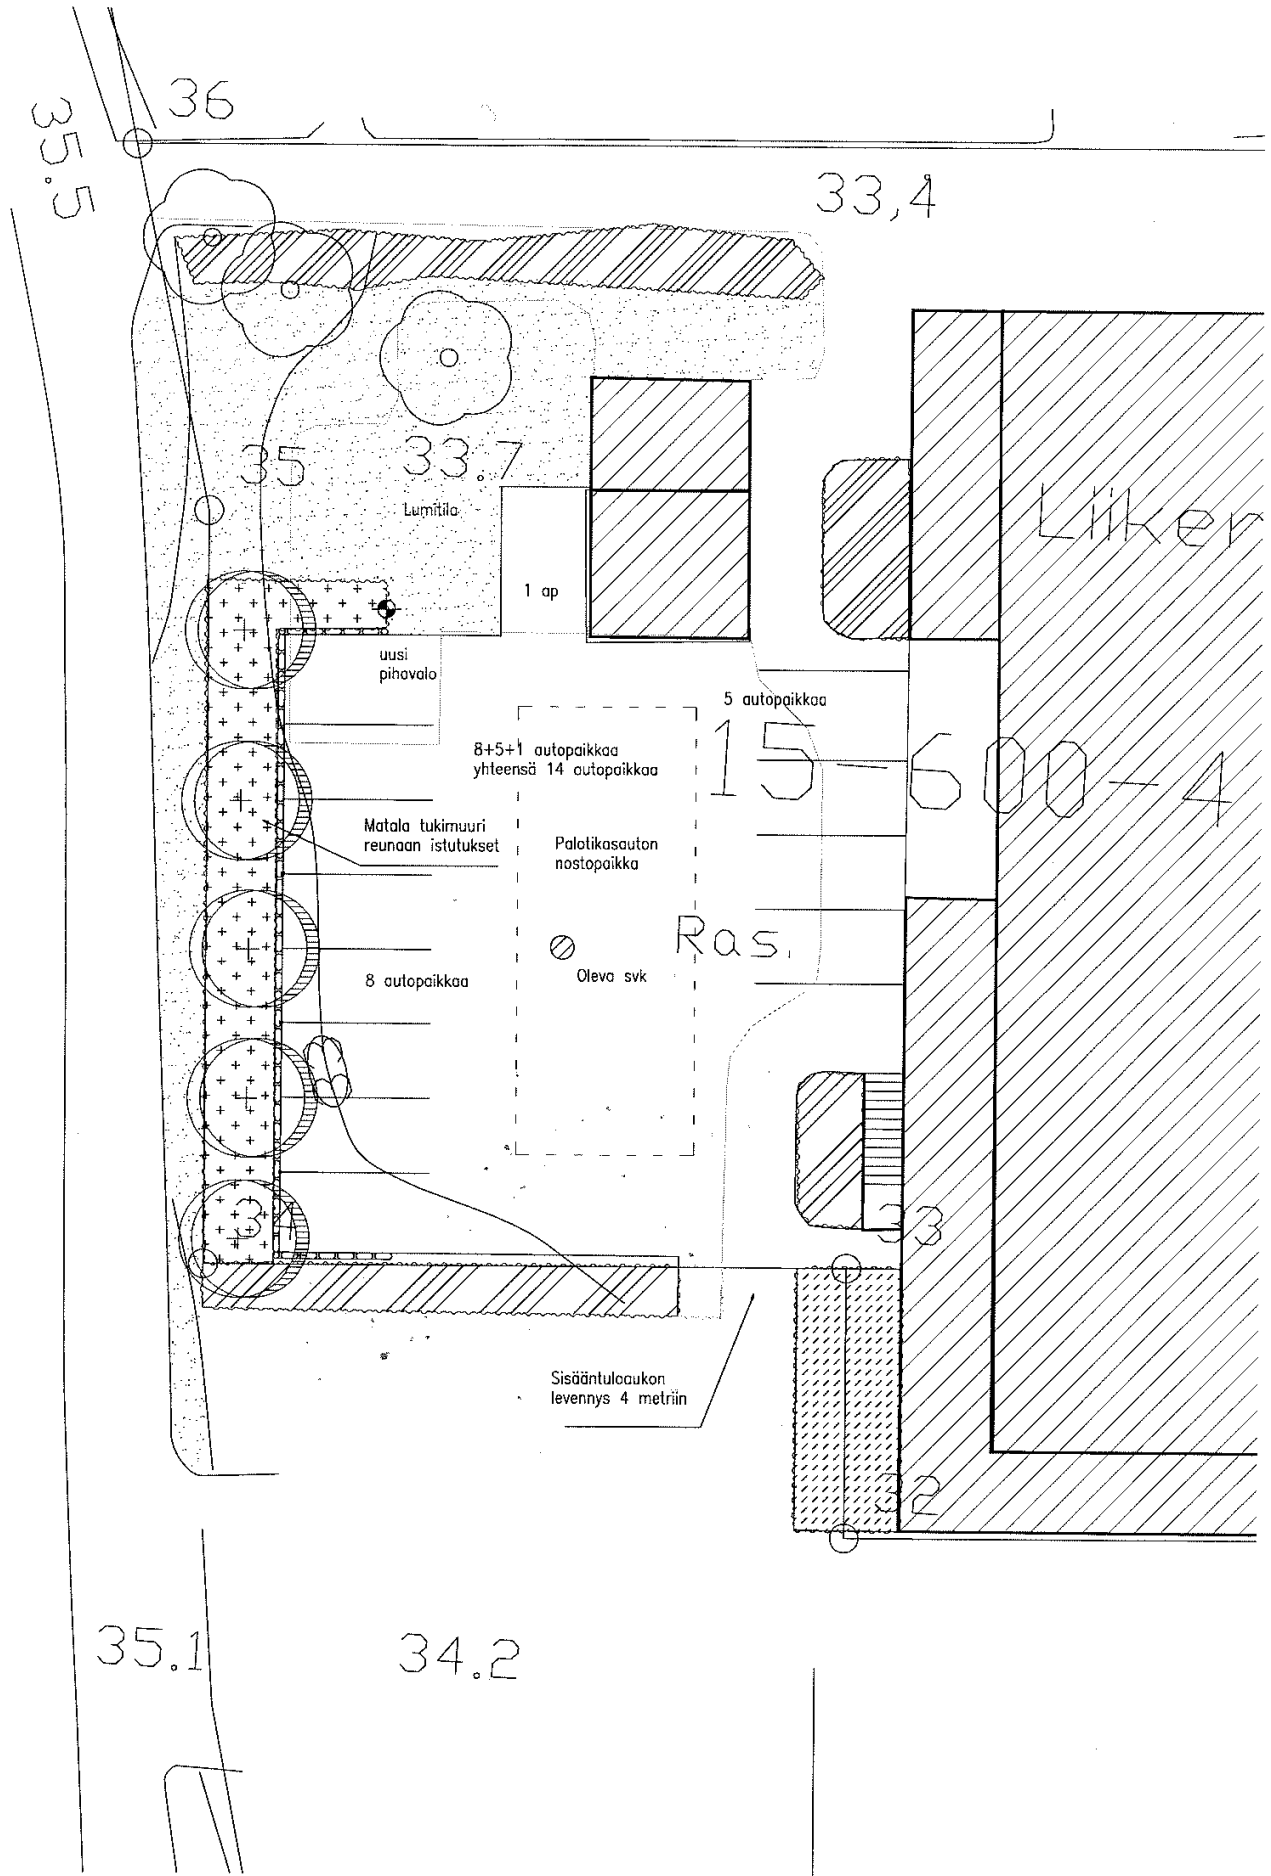 36
35.5
33,4
35
33.7
Lumitila
Liiker
1 ap
uusi
pihavalo
5 autopaikkaa
15-600-4
8+5+1 autopaikkaa
yhteensä 14 autopaikkaa
Matala tukimuuri
reunaan istutukset
Palotikasauton
nostopaikka
Ras.
Oleva svk
8 autopaikkaa
33
Sisääntuloaukon
levennys 4 metriin
32
35.1
34.2